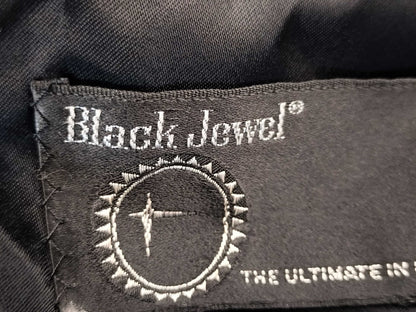 Black Jewel®
THE ULTIMATE IN